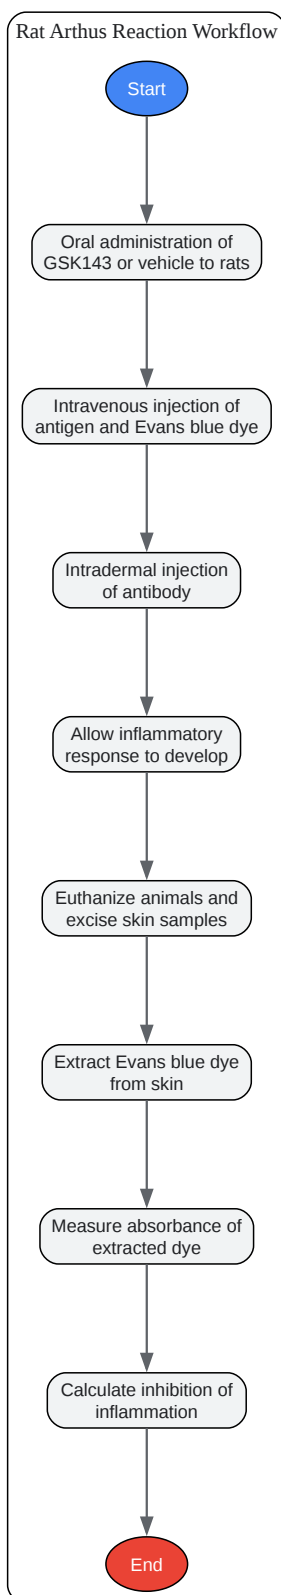 Rat Arthus Reaction Workflow
Start
Oral administration of
GSK143 or vehicle to rats
Intravenous injection of
antigen and Evans blue dye
Intradermal injection
of antibody
Allow inflammatory
response to develop
Euthanize animals and
excise skin samples
Extract Evans blue dye
from skin
Measure absorbance of
extracted dye
Calculate inhibition of
inflammation
End